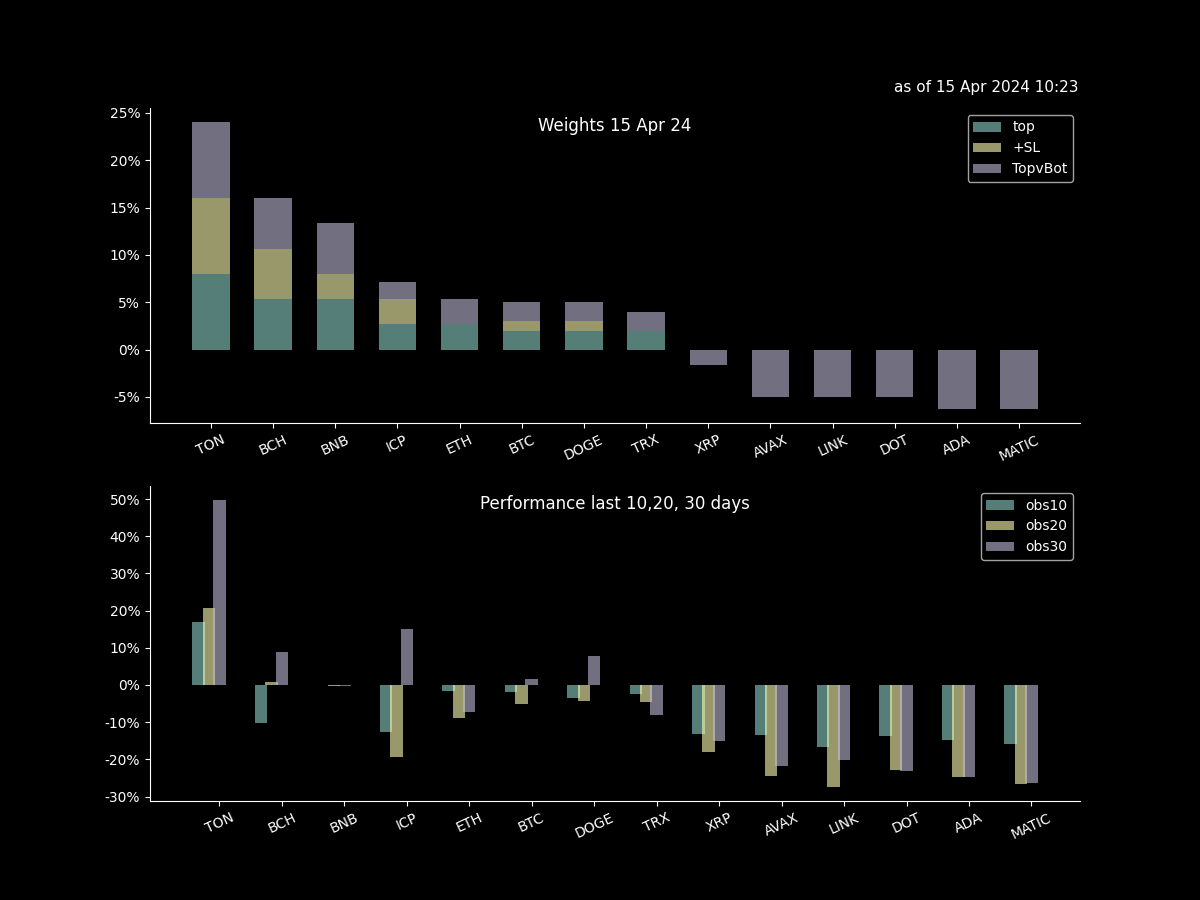 as of 15 Apr 2024 10:23
Weights 15 Apr 24
top
+SL
TopvBot
25%
20%
15%
10%
5%
0%
-5%
TON BCH BNB ICP ETH BTC DOGE TRX XRP AVAX LINK DOT ADA MATIC
Performance last 10,20, 30 days
obs10
obs20
obs30
50%
40%
30%
20%
10%
0%
-10%
-20%
-30%
TON BCH BNB ICP ETH BTC DOGE TRX XRP AVAX LINK DOT ADA MATIC